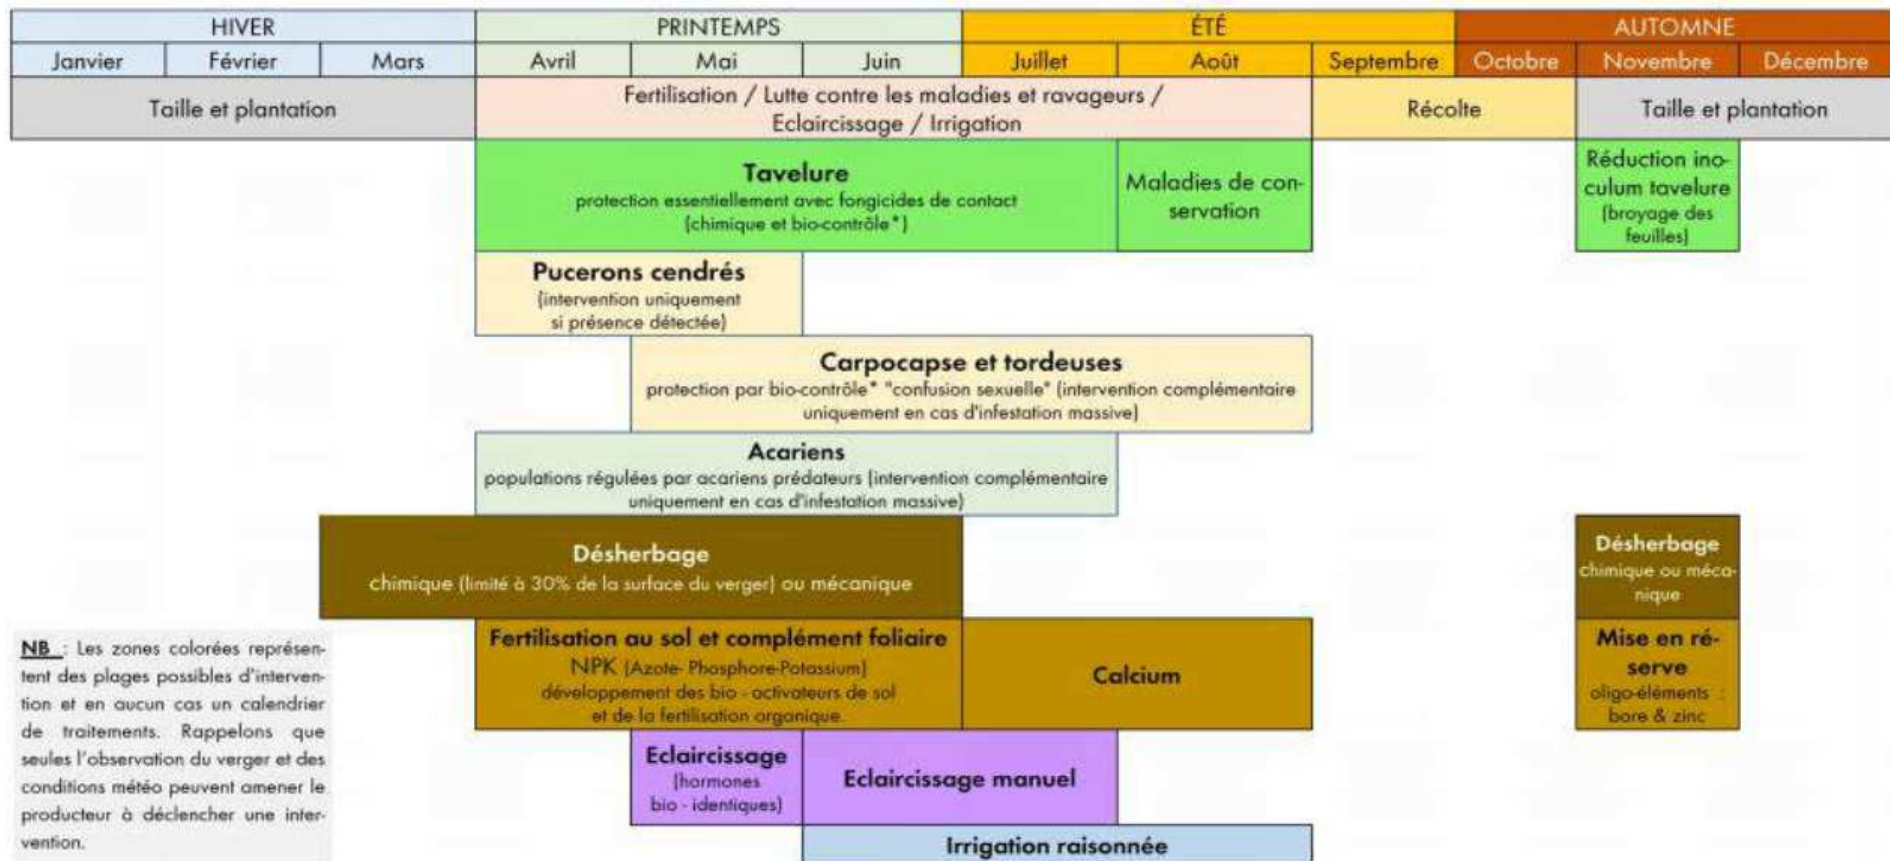 HIVER PRINTEMPS ÉTÉ AUTOMNE
Janvier Février Mars Avril Mai Juin Juillet Août Septembre Octobre Novembre Décembre
Taille et plantation
Fertilisation / Lutte contre les maladies et ravageurs /
Eclaircissage / Irrigation
Récolte
Taille et plantation
Tavelure
protection essentiellement avec fongicides de contact
(chimique et bio-contrôle*)
Maladies de con-
servation
Réduction ino-
culum tavelure
(broyage des
feuilles)
Pucerons cendrés
(intervention uniquement
si présence détectée)
Carpocapse et tordeuses
protection par bio-contrôle* "confusion sexuelle" (intervention complémentaire
uniquement en cas d'infestation massive)
Acariens
populations régulées par acariens prédateurs (intervention complémentaire
uniquement en cas d'infestation massive)
Désherbage
chimique (limité à 30% de la surface du verger) ou mécanique
Désherbage
chimique ou méca-
nique
Fertilisation au sol et complément foliaire
NPK (Azote- Phosphore-Potassium)
développement des bio - activateurs de sol
et de la fertilisation organique.
Calcium
Mise en ré-
serve
oligo-éléments :
bore & zinc
Eclaircissage
(hormones
bio - identiques)
Eclaircissage manuel
Irrigation raisonnée
NB : Les zones colorées représen-
tent des plages possibles d'interven-
tion et en aucun cas un calendrier
de traitements. Rappelons que
seules l'observation du verger et des
conditions météo peuvent amener le
producteur à déclencher une inter-
vention.